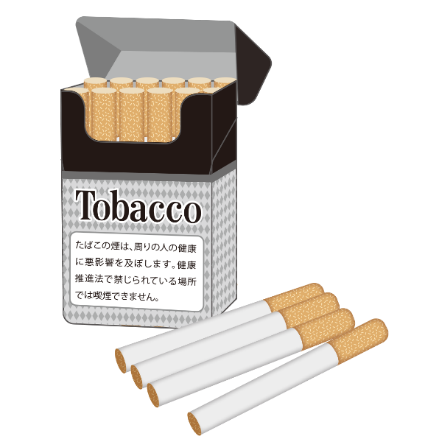 Tobacco
たばこの煙は、周りの人の健康
に悪影響を及ぼします。健康
推進法で禁じられている場所
では喫煙できません。